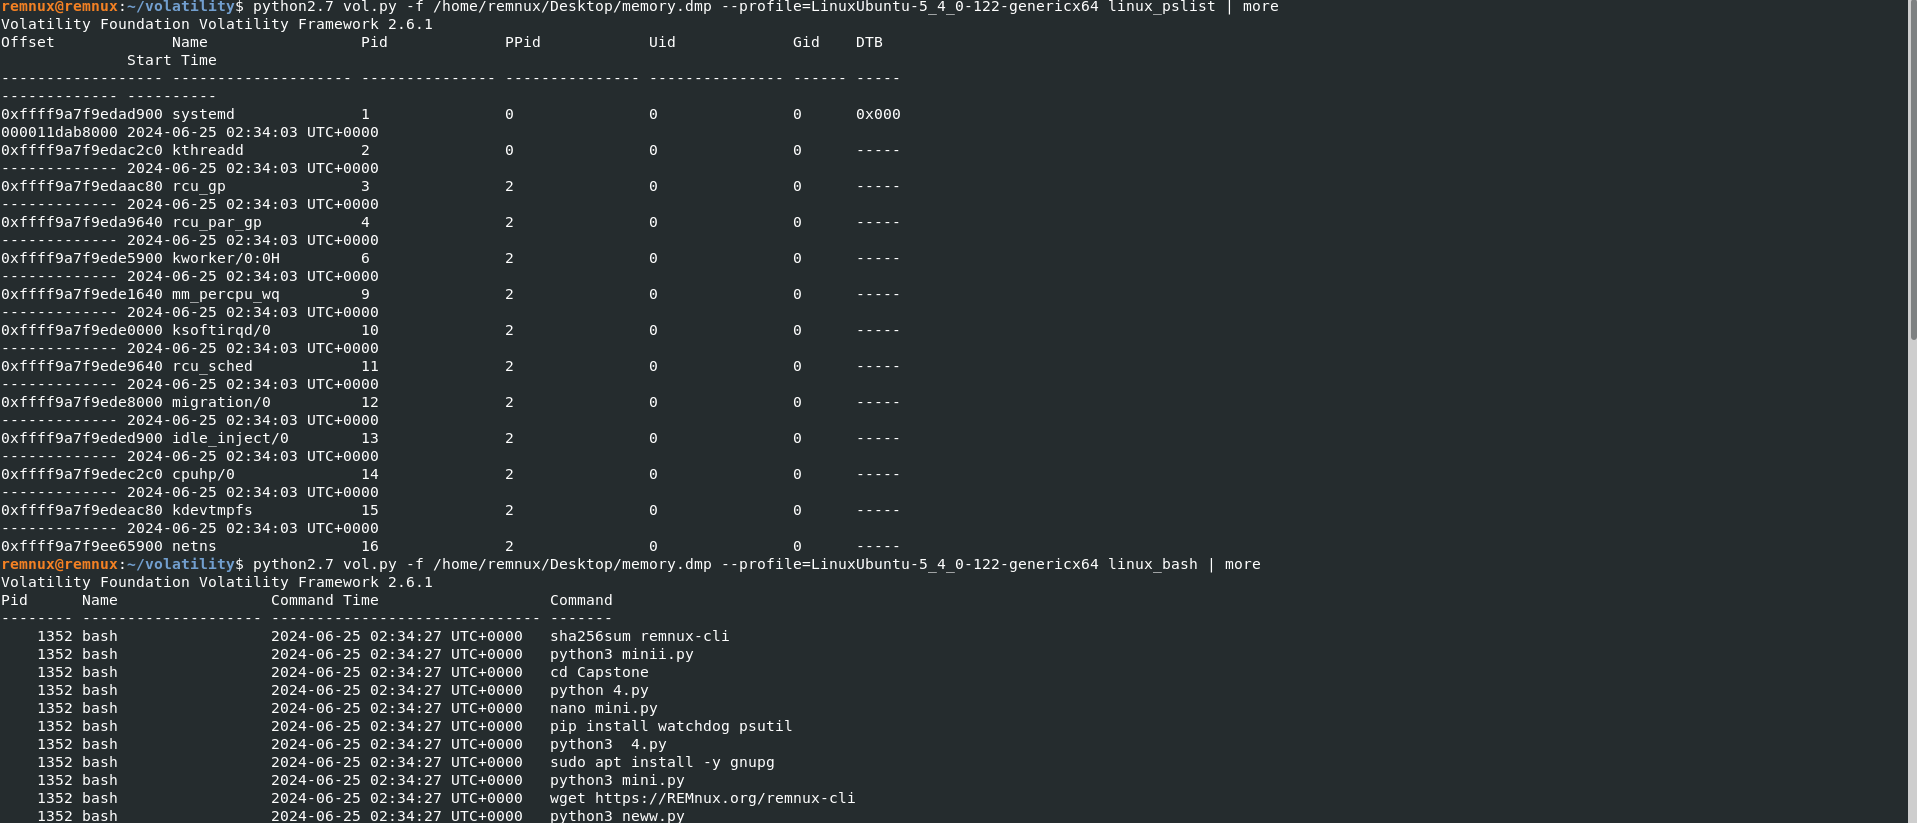 remnux@remnux:~/volatility$ python2.7 vol.py -f /home/remnux/Desktop/memory.dmp --profile=LinuxUbuntu-5_4_0-122-genericx64 linux_pslist | more
Volatility Foundation Volatility Framework 2.6.1
Offset             Name                 Pid             PPid            Uid             Gid    DTB
              Start Time
------------------ -------------------- --------------- --------------- --------------- ------ -----
------------- ----------
0xffff9a7f9edad900 systemd              1               0               0               0      0x000
000011dab8000 2024-06-25 02:34:03 UTC+0000
0xffff9a7f9edac2c0 kthreadd             2               0               0               0      -----
------------- 2024-06-25 02:34:03 UTC+0000
0xffff9a7f9edaac80 rcu_gp               3               2               0               0      -----
------------- 2024-06-25 02:34:03 UTC+0000
0xffff9a7f9eda9640 rcu_par_gp           4               2               0               0      -----
------------- 2024-06-25 02:34:03 UTC+0000
0xffff9a7f9ede5900 kworker/0:0H         6               2               0               0      -----
------------- 2024-06-25 02:34:03 UTC+0000
0xffff9a7f9ede1640 mm_percpu_wq         9               2               0               0      -----
------------- 2024-06-25 02:34:03 UTC+0000
0xffff9a7f9ede0000 ksoftirqd/0          10              2               0               0      -----
------------- 2024-06-25 02:34:03 UTC+0000
0xffff9a7f9ede9640 rcu_sched            11              2               0               0      -----
------------- 2024-06-25 02:34:03 UTC+0000
0xffff9a7f9ede8000 migration/0          12              2               0               0      -----
------------- 2024-06-25 02:34:03 UTC+0000
0xffff9a7f9eded900 idle_inject/0        13              2               0               0      -----
------------- 2024-06-25 02:34:03 UTC+0000
0xffff9a7f9edec2c0 cpuhp/0              14              2               0               0      -----
------------- 2024-06-25 02:34:03 UTC+0000
0xffff9a7f9edeac80 kdevtmpfs            15              2               0               0      -----
------------- 2024-06-25 02:34:03 UTC+0000
0xffff9a7f9ee65900 netns                16              2               0               0      -----
remnux@remnux:~/volatility$ python2.7 vol.py -f /home/remnux/Desktop/memory.dmp --profile=LinuxUbuntu-5_4_0-122-genericx64 linux_bash | more
Volatility Foundation Volatility Framework 2.6.1
Pid      Name                 Command Time                   Command
-------- -------------------- ------------------------------ -------
    1352 bash                 2024-06-25 02:34:27 UTC+0000   sha256sum remnux-cli
    1352 bash                 2024-06-25 02:34:27 UTC+0000   python3 minii.py
    1352 bash                 2024-06-25 02:34:27 UTC+0000   cd Capstone
    1352 bash                 2024-06-25 02:34:27 UTC+0000   python 4.py
    1352 bash                 2024-06-25 02:34:27 UTC+0000   nano mini.py
    1352 bash                 2024-06-25 02:34:27 UTC+0000   pip install watchdog psutil
    1352 bash                 2024-06-25 02:34:27 UTC+0000   python3  4.py
    1352 bash                 2024-06-25 02:34:27 UTC+0000   sudo apt install -y gnupg
    1352 bash                 2024-06-25 02:34:27 UTC+0000   python3 mini.py
    1352 bash                 2024-06-25 02:34:27 UTC+0000   wget https://REMnux.org/remnux-cli
    1352 bash                 2024-06-25 02:34:27 UTC+0000   python3 neww.py